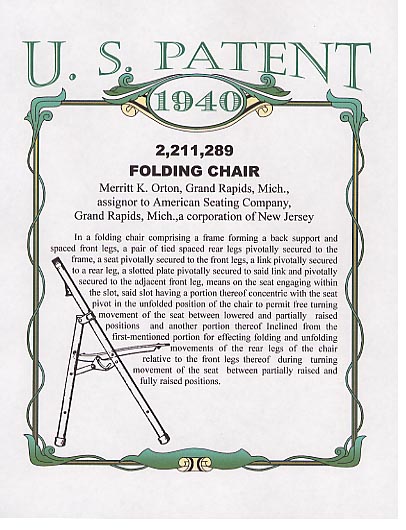 U. S. PATENT
1940
2,211,289
FOLDING CHAIR
Merritt K. Orton, Grand Rapids, Mich.,
assignor to American Seating Company,
Grand Rapids, Mich.,a corporation of New Jersey
In a folding chair comprising a frame forming a back support and
spaced front legs, a pair of tied spaced rear legs pivotally secured to the
frame, a seat pivotally secured to the front legs, a link pivotally secured
to a rear leg, a slotted plate pivotally secured to said link and pivotally
secured to the adjacent front leg, means on the seat engaging within
the slot, said slot having a portion thereof concentric with the seat
pivot in the unfolded position of the chair to permit free turning
movement of the seat between lowered and partially raised
positions and another portion thereof Inclined from the
first-mentioned portion for effecting folding and unfolding
movements of the rear legs of the chair
relative to the front legs thereof during turning
movement of the seat between partially raised and
fully raised positions.